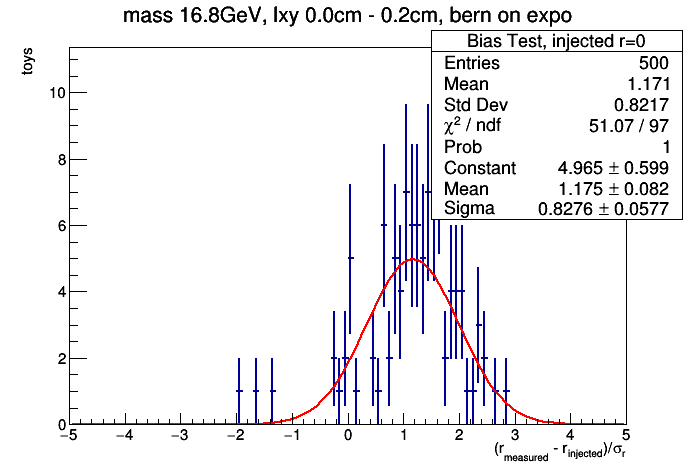 mass 16.8GeV, lxy 0.0cm - 0.2cm, bern on expo
Bias Test, injected r=0
Entries 500
Mean 1.171
Std Dev 0.8217
χ² / ndf 51.07 / 97
Prob 1
Constant 4.965 ± 0.599
Mean 1.175 ± 0.082
Sigma 0.8276 ± 0.0577
toys
10
8
6
4
2
0
−5 −4 −3 −2 −1 0 1 2 3 4 5
(r_measured - r_injected)/σ_r